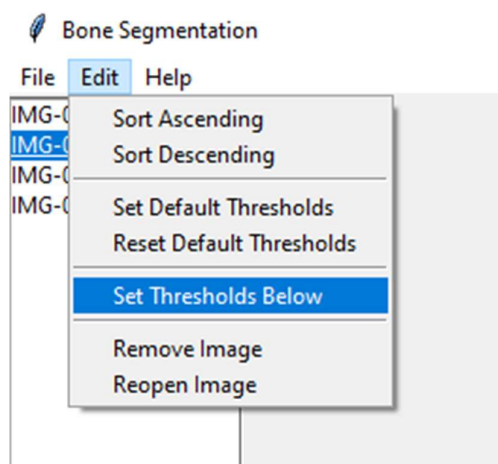 Bone Segmentation
File Edit Help
Sort Ascending
Sort Descending
Set Default Thresholds
Reset Default Thresholds
Set Thresholds Below
Remove Image
Reopen Image